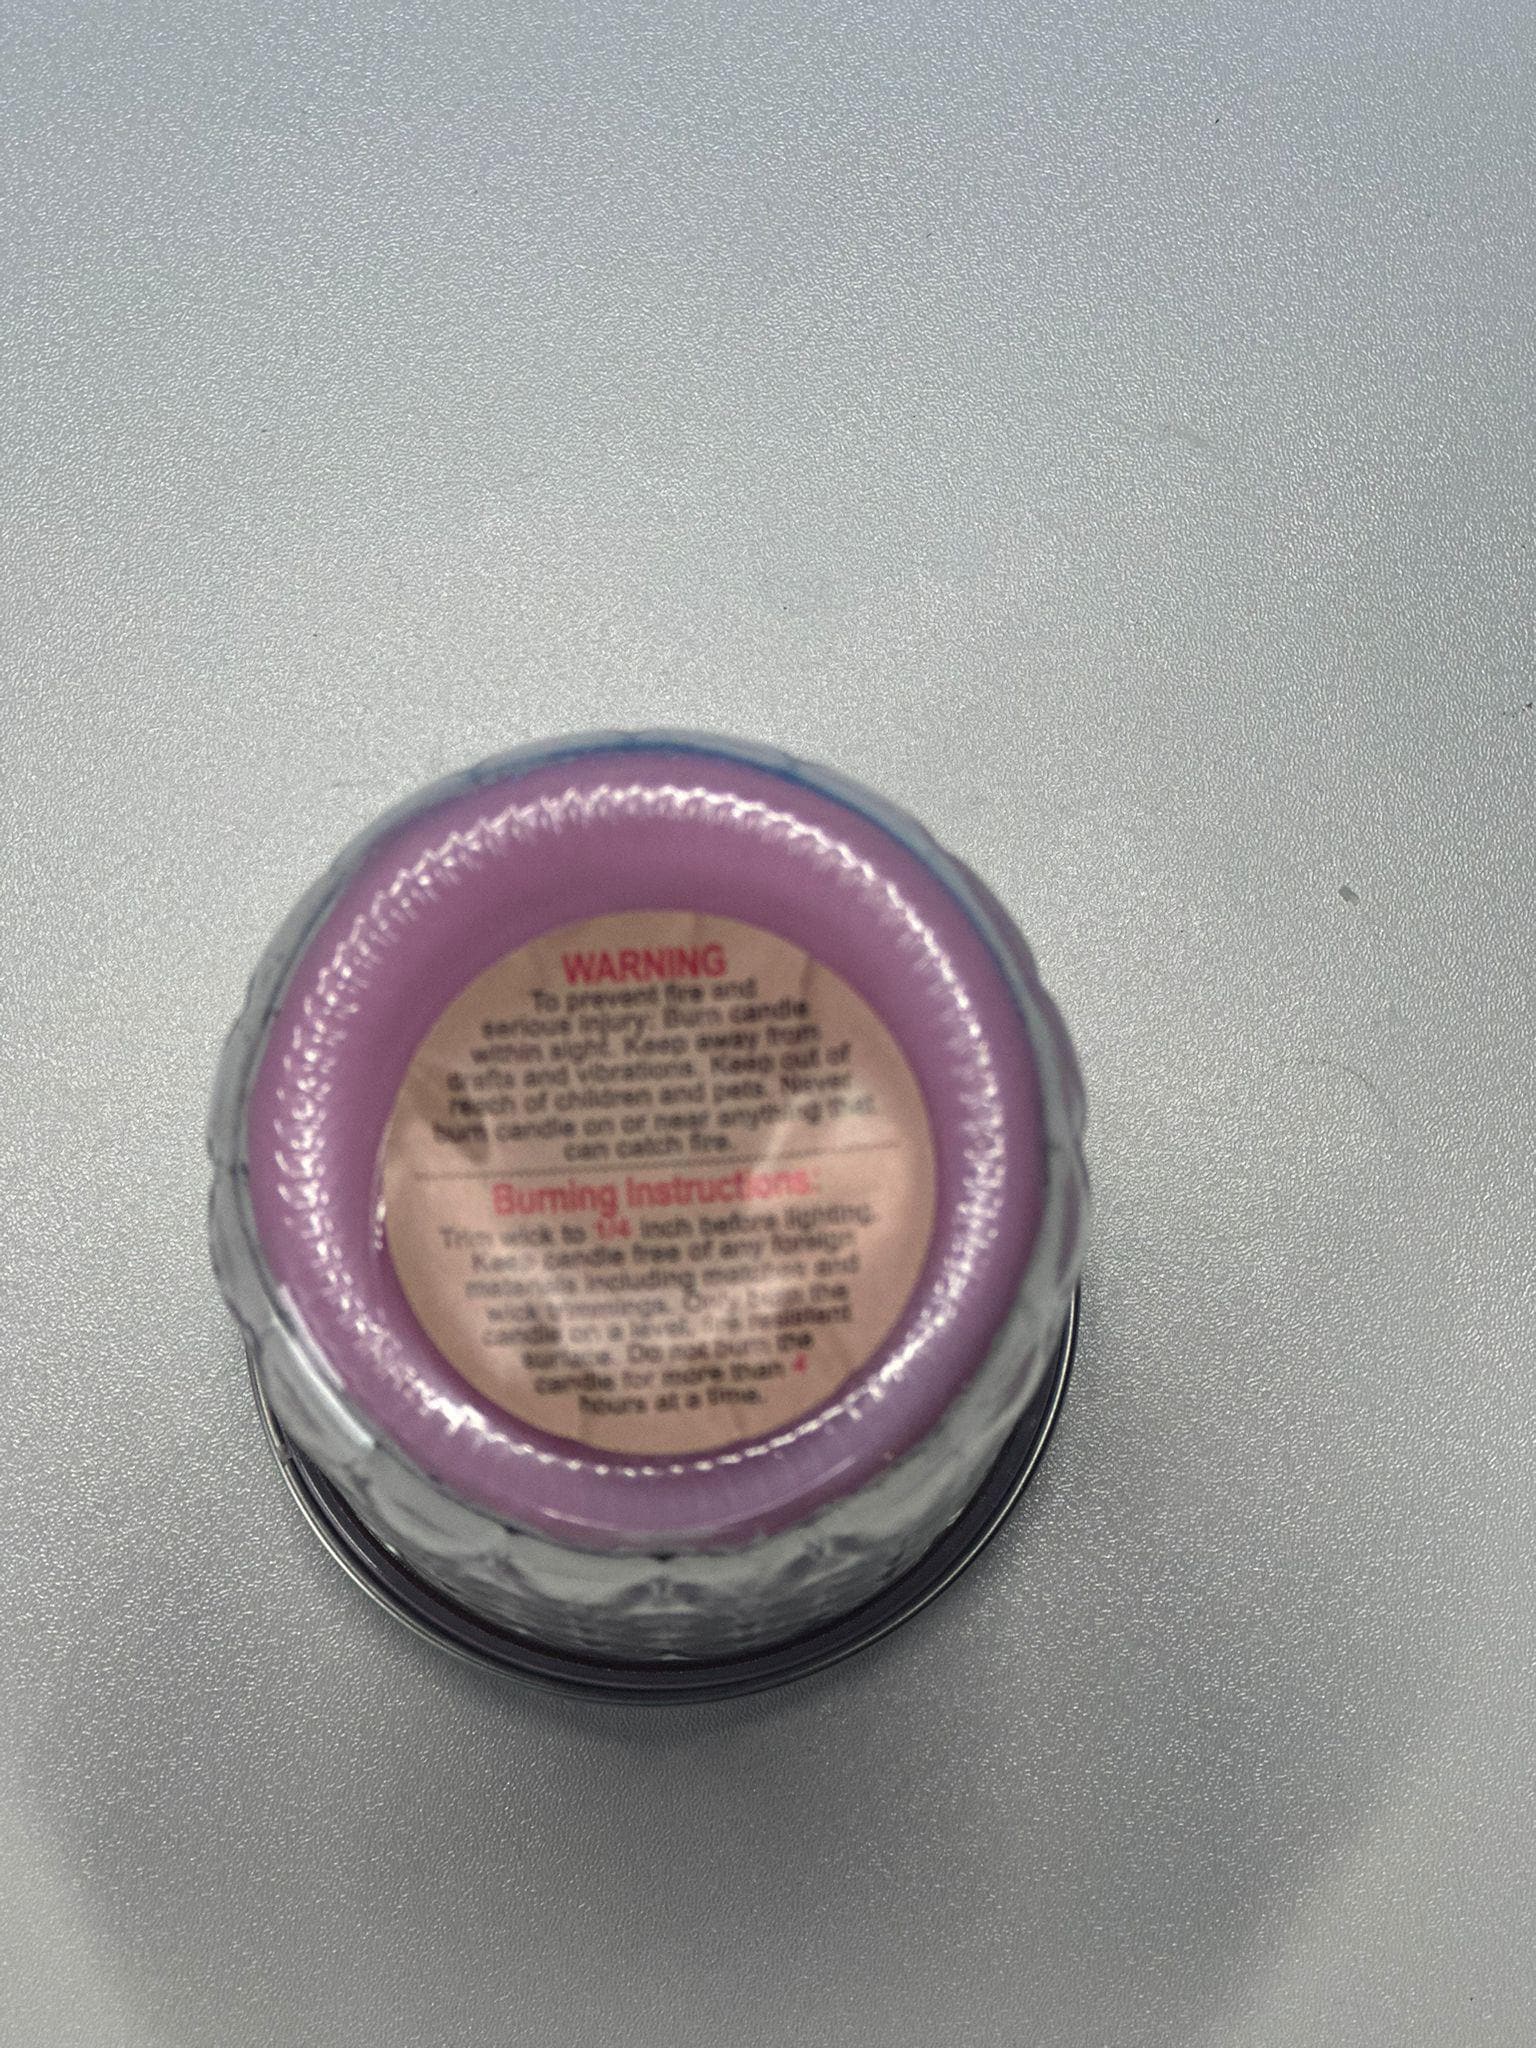 WARNING
To prevent fire and
serious injury: Burn candle
within sight. Keep away from
drafts and vibrations. Keep out of
reach of children and pets. Never
burn candle on or near anything that
can catch fire.
Burning Instructions:
Trim wick to 1/4 inch before lighting.
Keep candle free of any foreign
materials including matches and
wick trimmings. Only burn the
candle on a level, fire resistant
surface. Do not burn the
candle for more than 4
hours at a time.